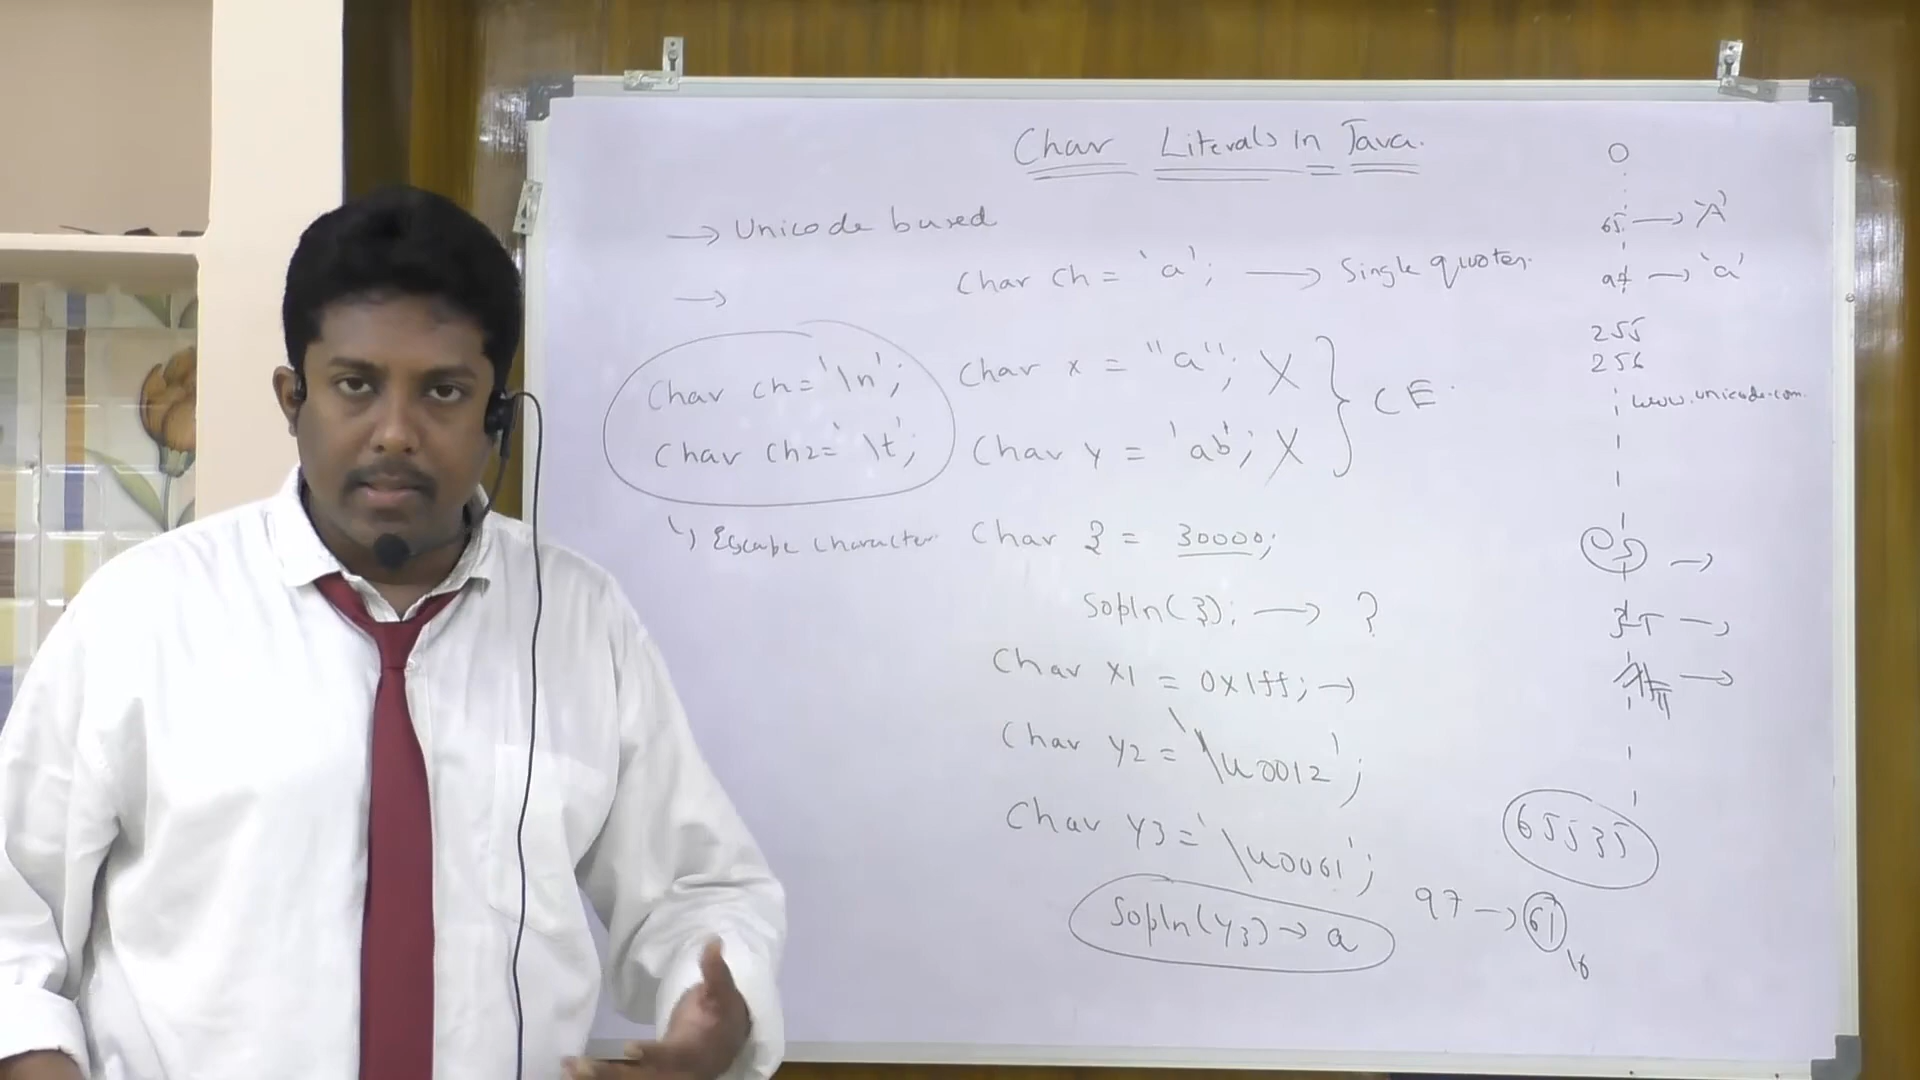 Char Literals in Java.
→ Unicode based
→
Char ch = 'a'; → Single quotes.
Char ch='\n';
Char ch2='\t';
↳ Escape character
Char x = "a"; X
Char y = 'ab'; X
} CE
Char z = 30000;
Sopln(z); → ?
Char x1 = 0x1ff; →
Char y2 = '\u0012';
Char y3='\u0061';
Sopln(y3) → a
0
65 → 'A'
97 → 'a'
255
256
www.unicode.com
65535
97 → 61
16